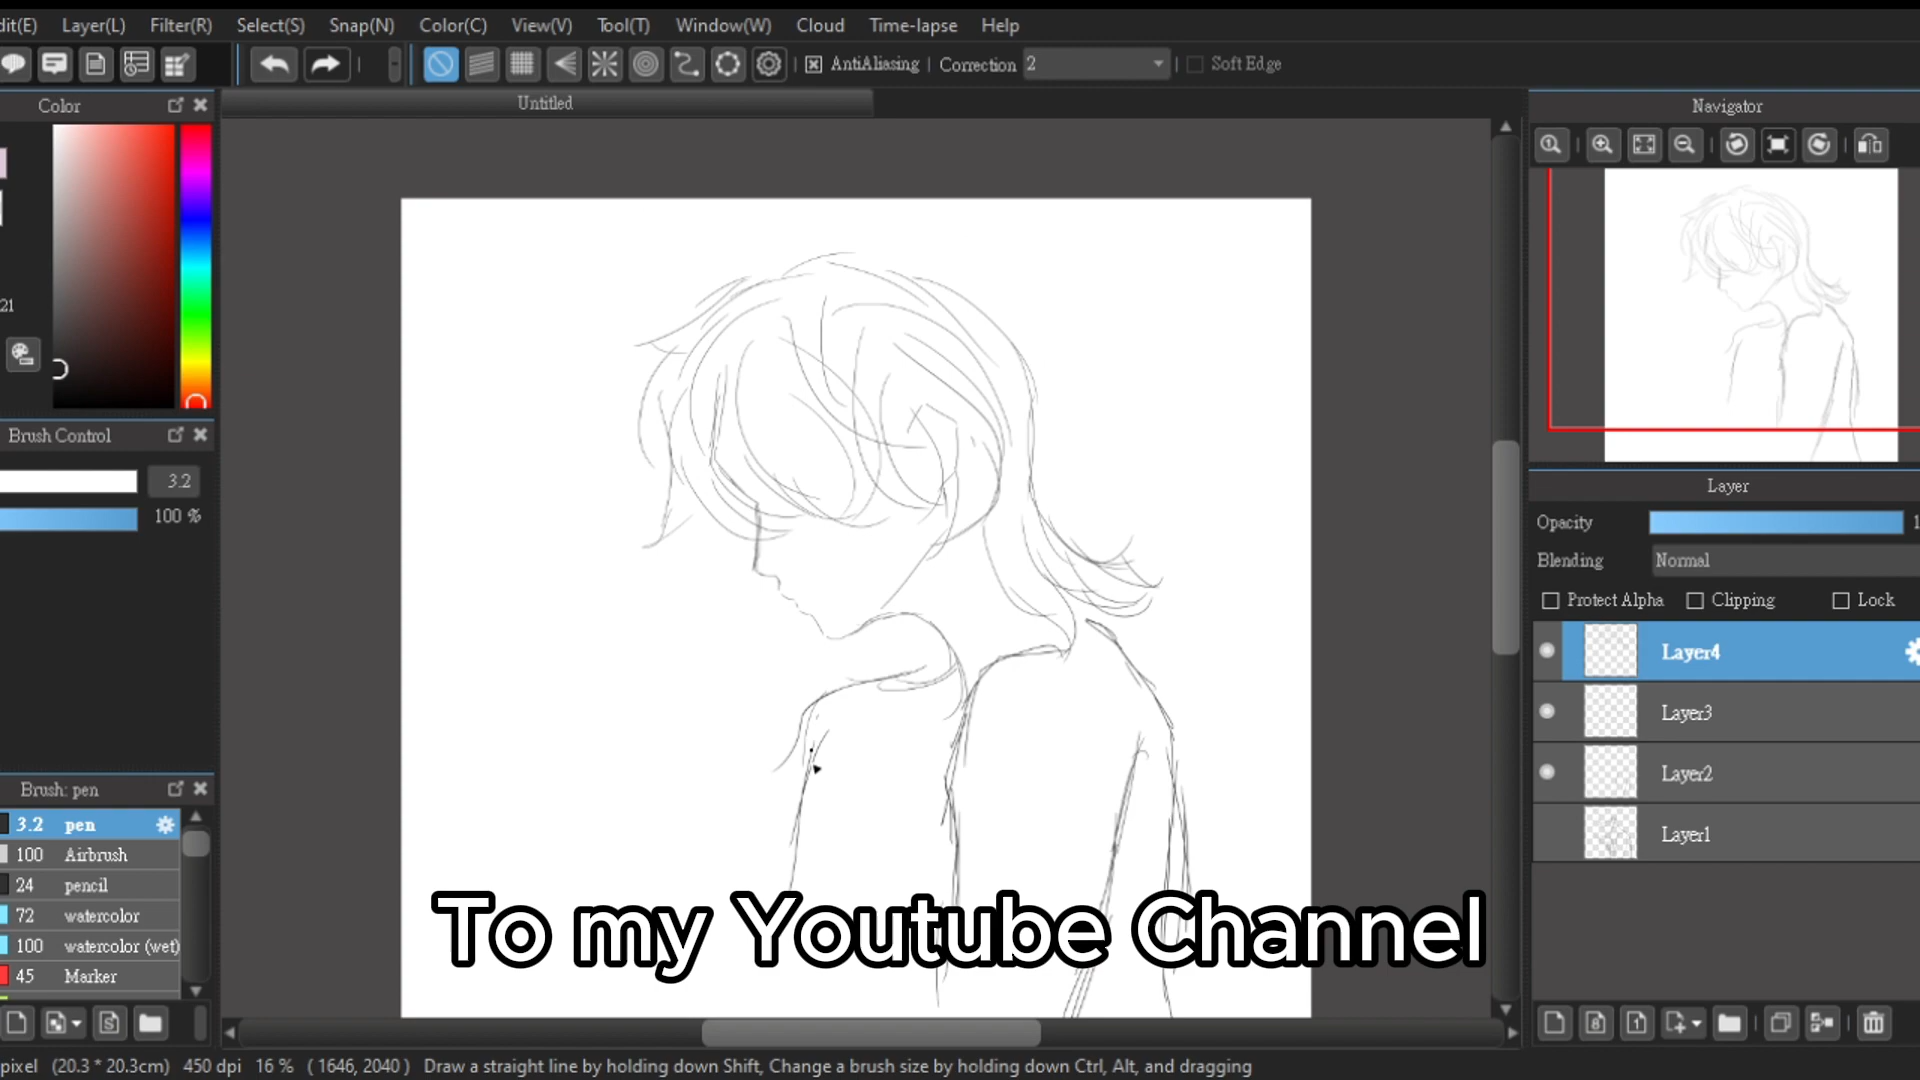 dit(E) Layer(L) Filter(R) Select(S) Snap(N) Color(C) View(V) Tool(T) Window(W) Cloud Time-lapse Help
AntiAliasing Correction 2 Soft Edge
Color
Untitled
Navigator
21
Brush Control
3.2
100 %
Layer
Opacity 1
Blending Normal
Protect Alpha Clipping Lock
Layer4
Layer3
Layer2
Layer1
Brush: pen
3.2 pen
100 Airbrush
24 pencil
72 watercolor
100 watercolor (wet)
45 Marker
To my Youtube Channel
pixel (20.3 * 20.3cm) 450 dpi 16 % ( 1646, 2040 ) Draw a straight line by holding down Shift, Change a brush size by holding down Ctrl, Alt, and dragging